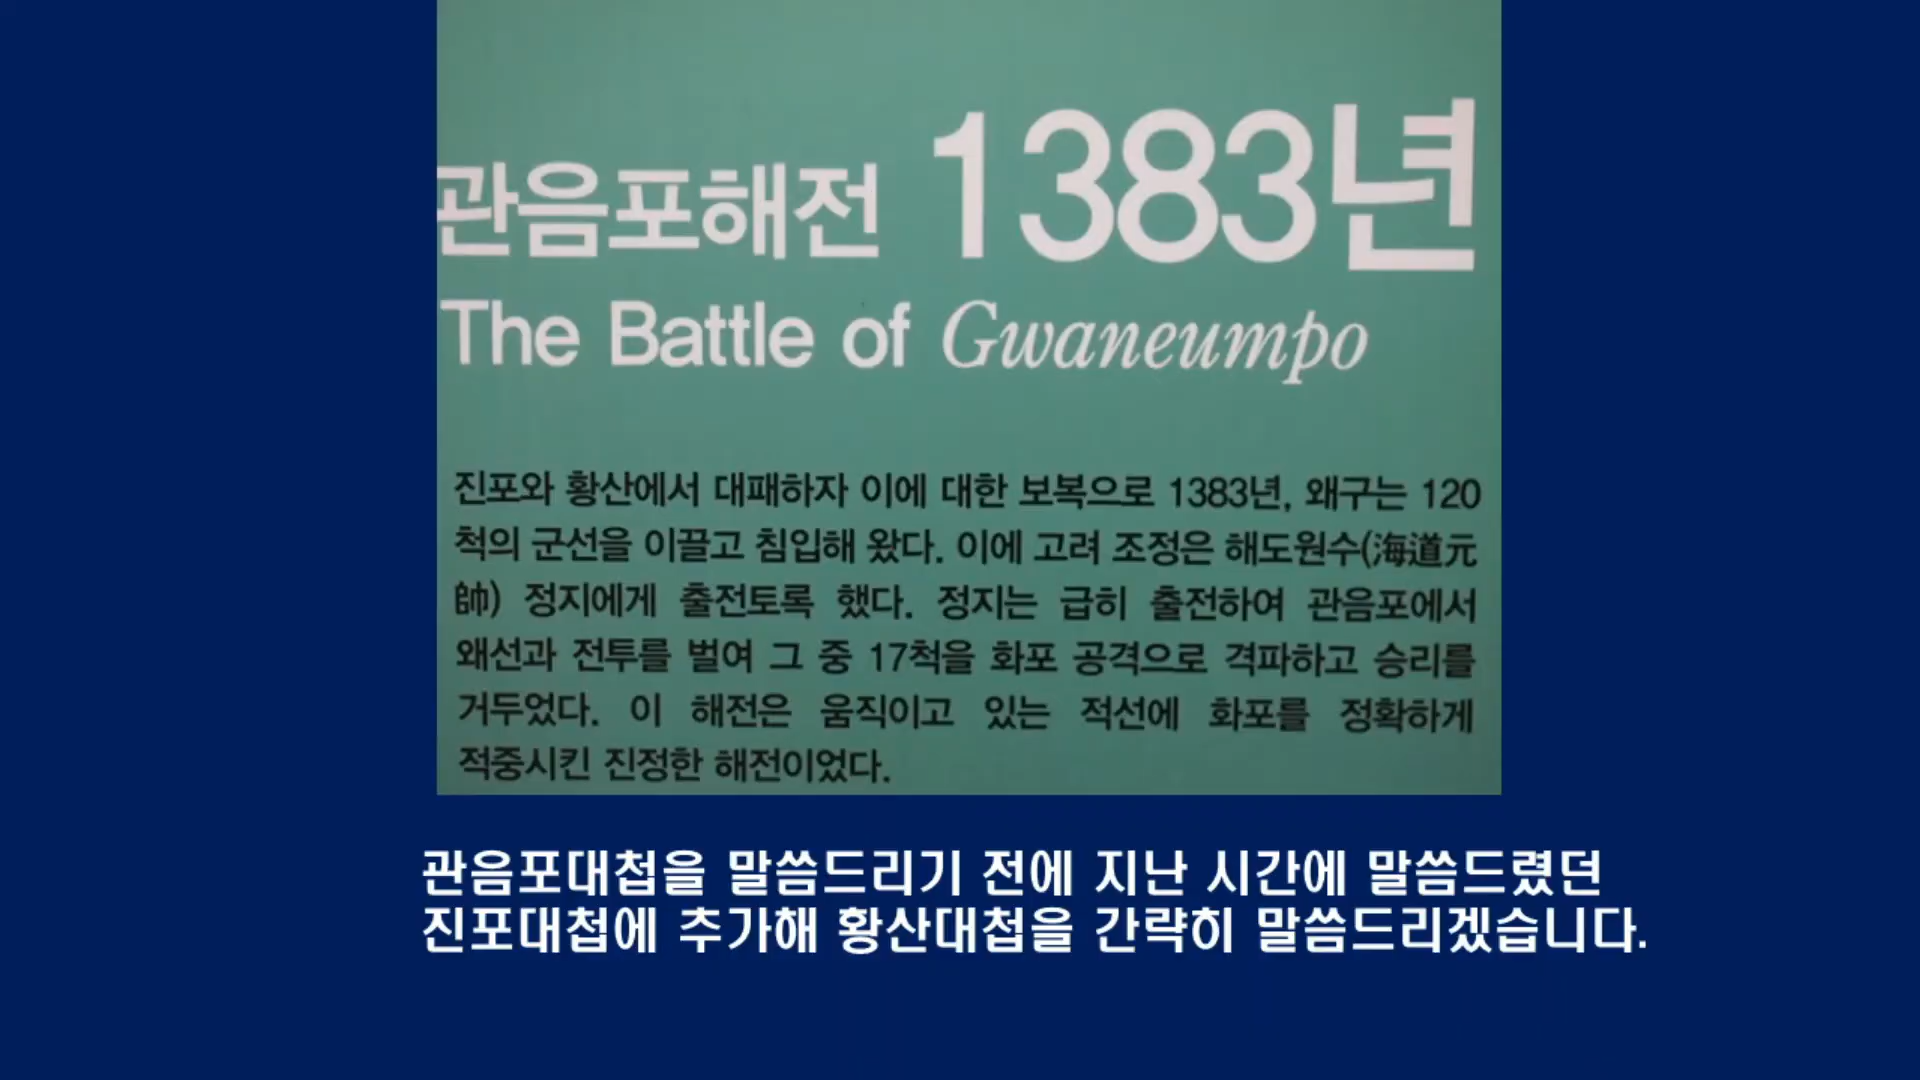 관음포해전 1383년
The Battle of Gwaneumpo
진포와 황산에서 대패하자 이에 대한 보복으로 1383년, 왜구는 120
척의 군선을 이끌고 침입해 왔다. 이에 고려 조정은 해도원수(海道元
帥) 정지에게 출전토록 했다. 정지는 급히 출전하여 관음포에서
왜선과 전투를 벌여 그 중 17척을 화포 공격으로 격파하고 승리를
거두었다. 이 해전은 움직이고 있는 적선에 화포를 정확하게
적중시킨 진정한 해전이었다.
관음포대첩을 말씀드리기 전에 지난 시간에 말씀드렸던
진포대첩에 추가해 황산대첩을 간략히 말씀드리겠습니다.